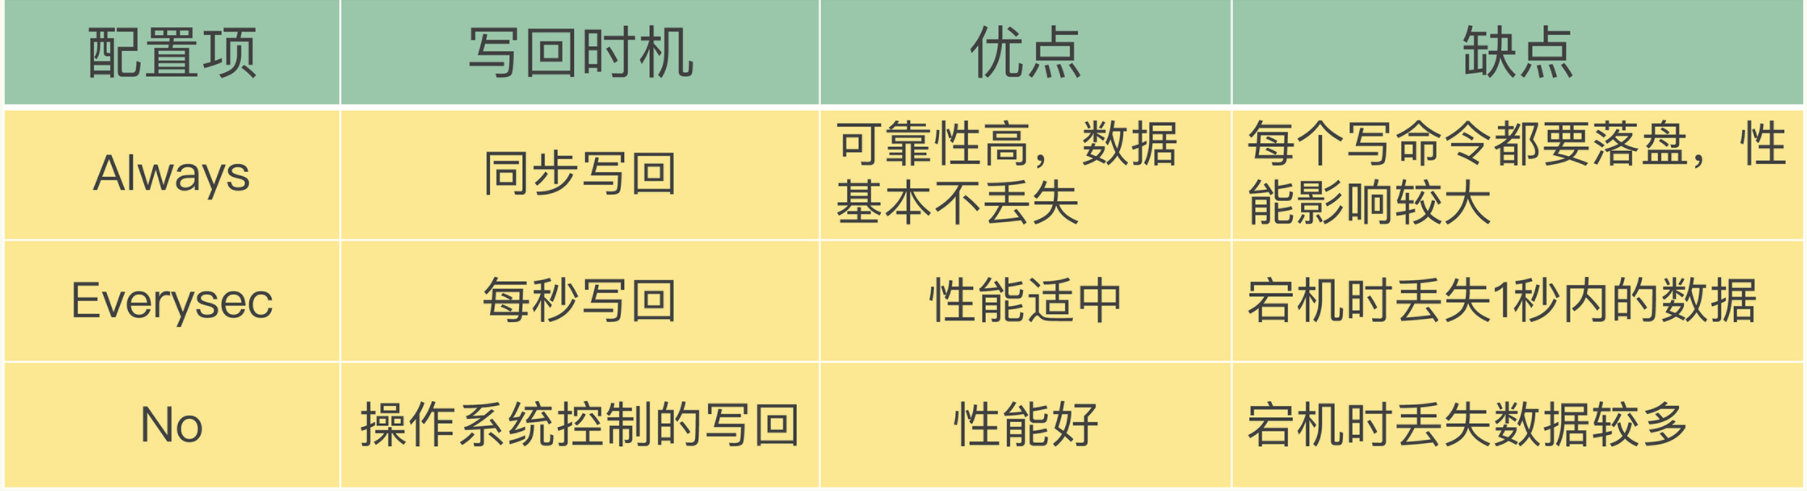 配置项 写回时机 优点 缺点
Always 同步写回 可靠性高，数据基本不丢失 每个写命令都要落盘，性能影响较大
Everysec 每秒写回 性能适中 宕机时丢失1秒内的数据
No 操作系统控制的写回 性能好 宕机时丢失数据较多